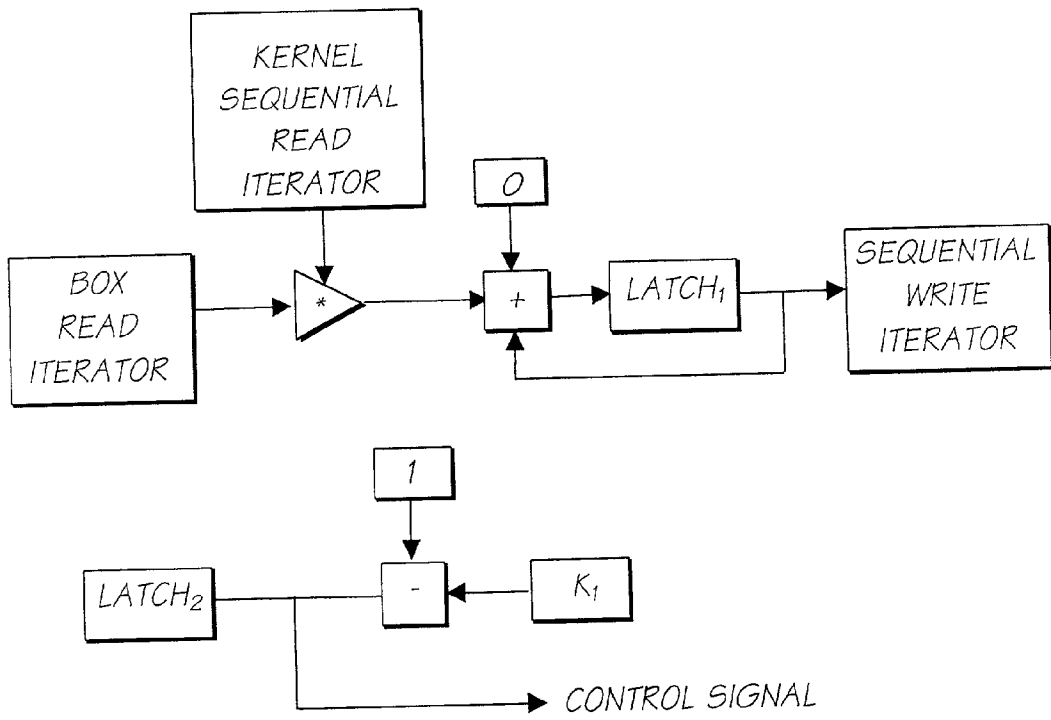 KERNEL
SEQUENTIAL
READ
ITERATOR
0
BOX
READ
ITERATOR
*
+
LATCH₁
SEQUENTIAL
WRITE
ITERATOR
1
LATCH₂
-
K₁
CONTROL SIGNAL